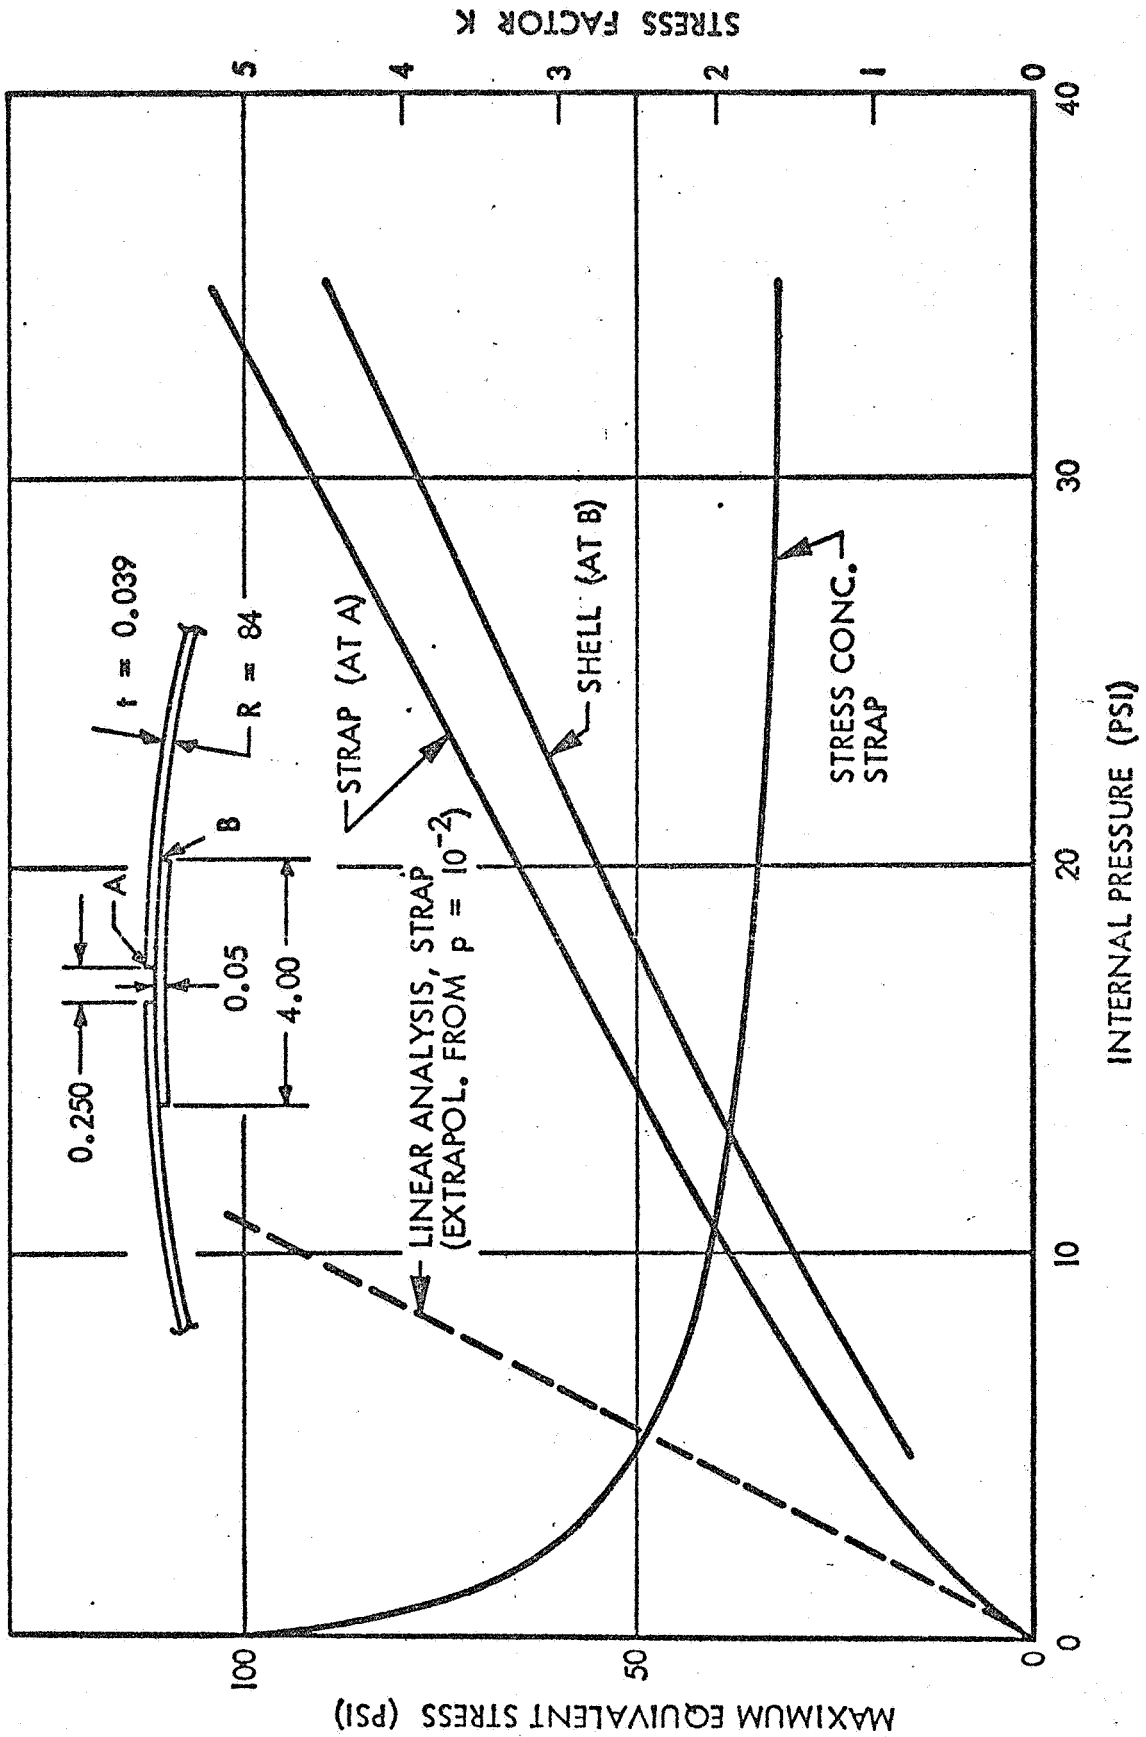 0.250
A
t = 0.039
R = 84
B
0.05
4.00
LINEAR ANALYSIS, STRAP
(EXTRAPOL. FROM p = 10⁻²)
STRAP (AT A)
SHELL (AT B)
STRESS CONC.
STRAP
MAXIMUM EQUIVALENT STRESS (PSI)
100
50
0
STRESS FACTOR K
5
4
3
2
1
0
0
10
20
30
40
INTERNAL PRESSURE (PSI)